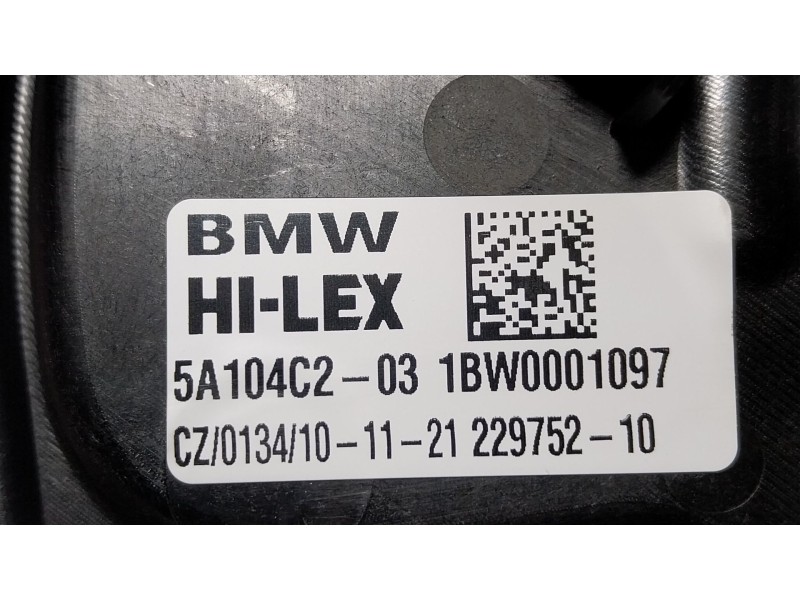 BMW
HI-LEX
5A104C2-03 1BW0001097
CZ/0134/10-11-21 229752-10